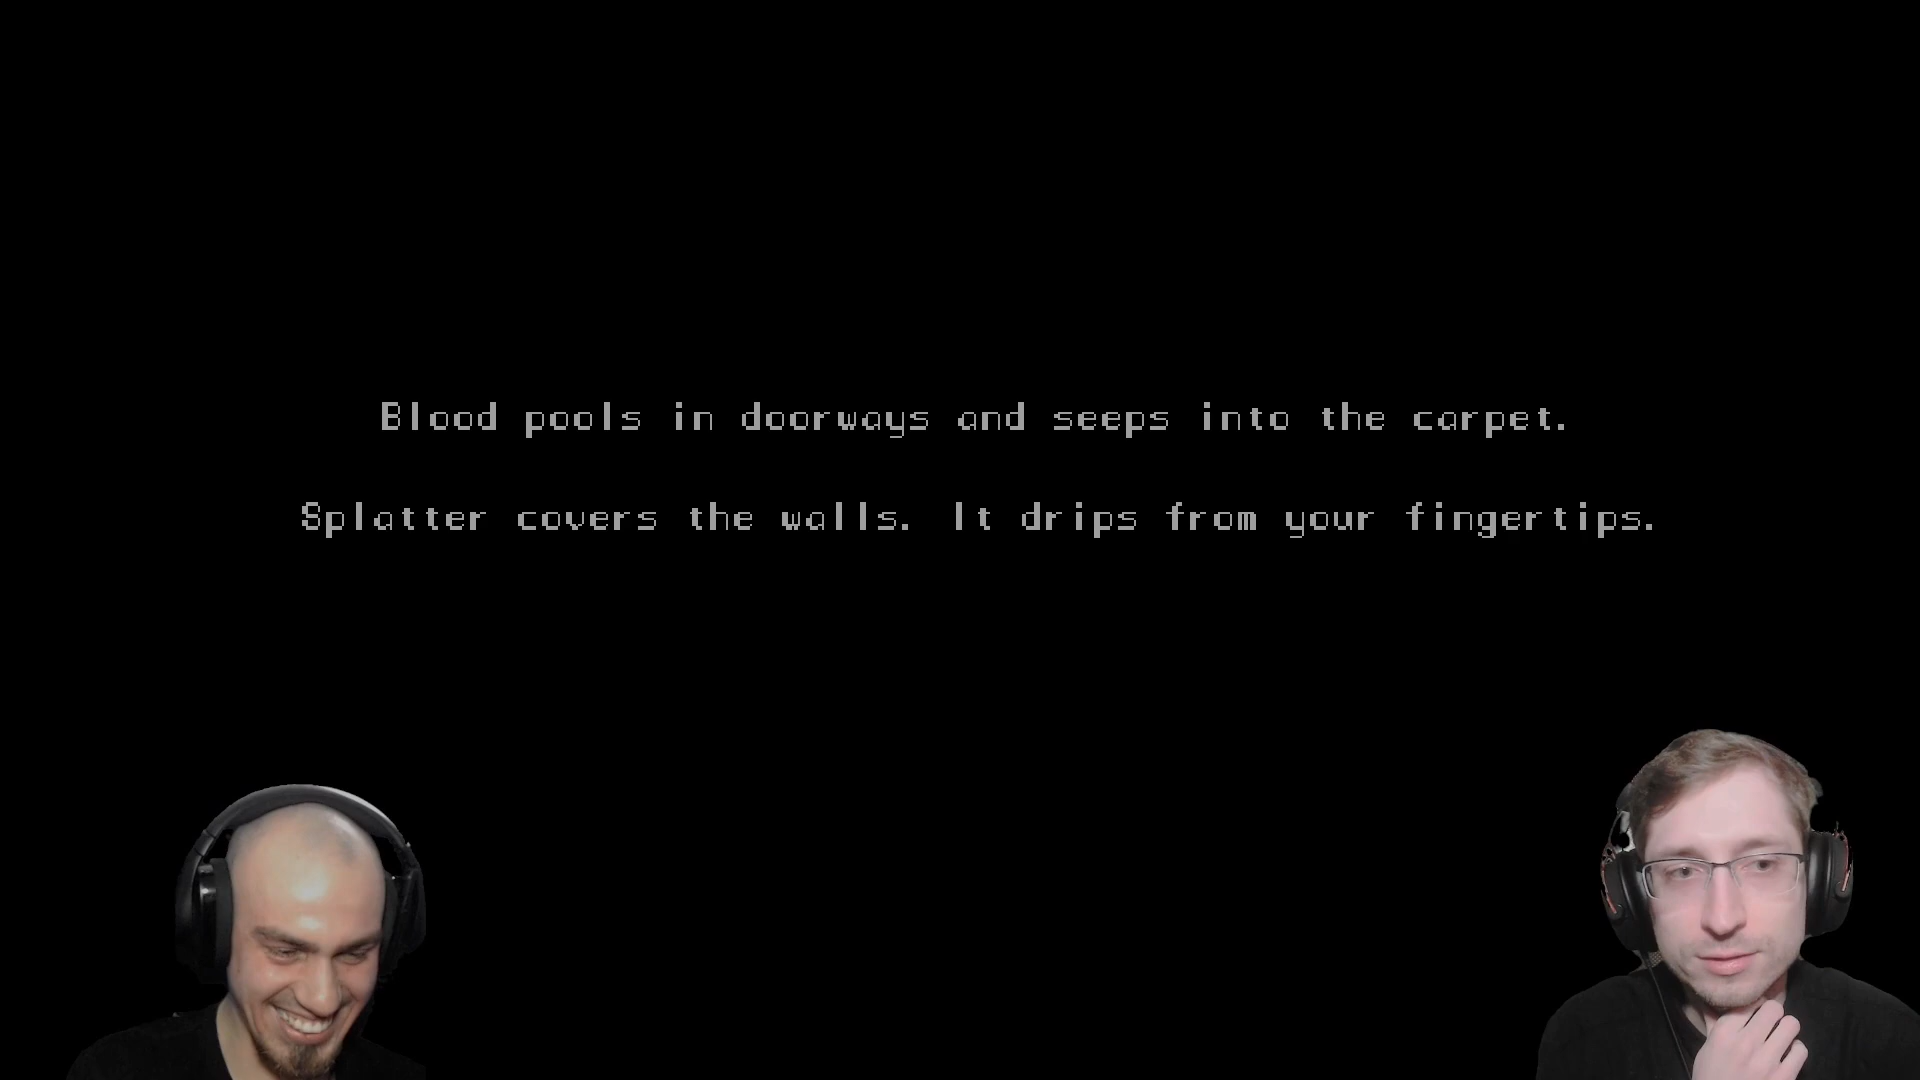 Blood pools in doorways and seeps into the carpet.
Splatter covers the walls. It drips from your fingertips.